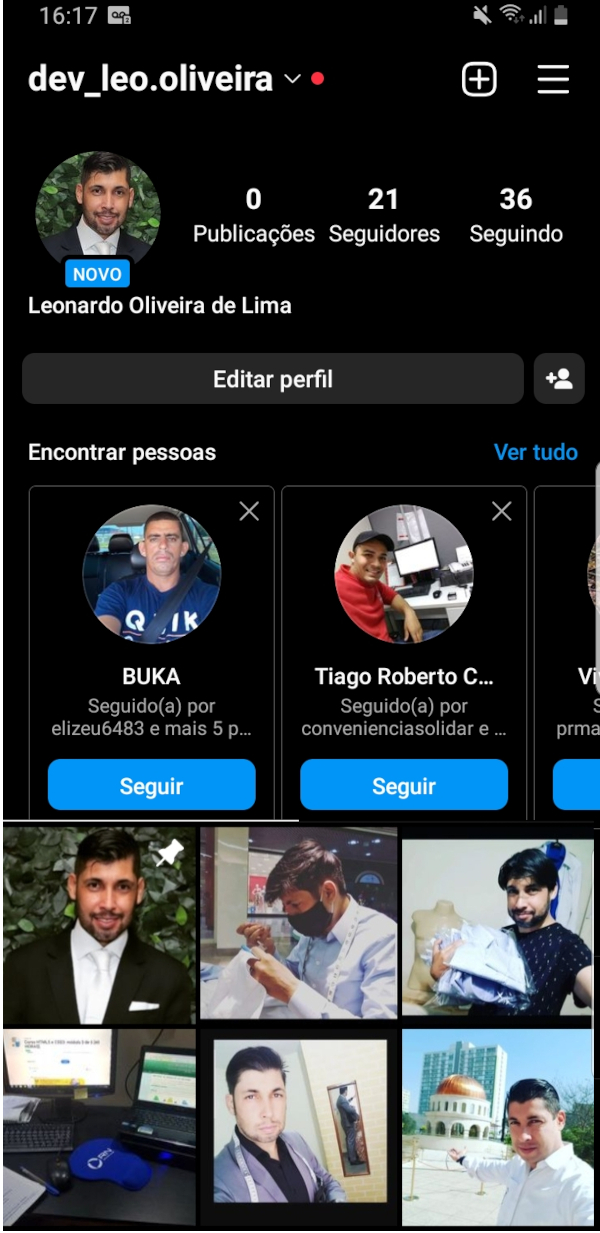 16:17
dev_leo.oliveira
0 21 36
Publicações Seguidores Seguindo
NOVO
Leonardo Oliveira de Lima
Editar perfil
Encontrar pessoas Ver tudo
BUKA Tiago Roberto C... Vi
Seguido(a) por Seguido(a) por S
elizeu6483 e mais 5 p... convenienciasolidar e ... prma
Seguir Seguir